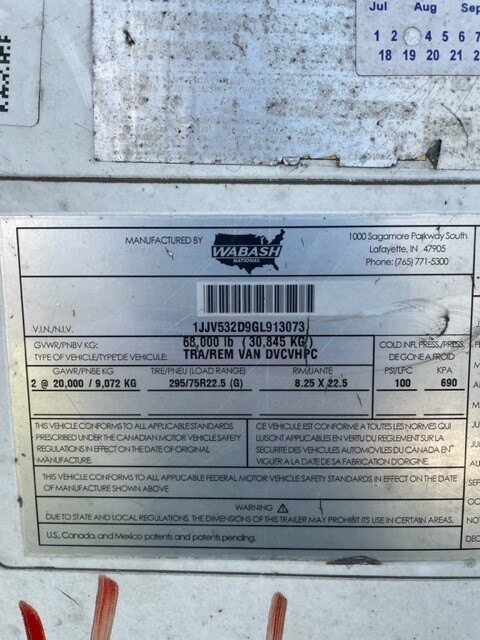 Jul Aug Sep
1 2 4 5 6 7
18 19 20 21 22
MANUFACTURED BY WABASH NATIONAL
1000 Sagamore Parkway South
Lafayette, IN 47905
Phone: (765) 771-5300
V.I.N./N.I.V. 1JJV532D9GL913073
GVWR/PNBV KG: 68,000 lb (30,845 KG)
TYPE OF VEHICLE/TYPE DE VEHICULE: TRA/REM VAN DVCVHPC
COLD INFL. PRESS./PRESS.
DE GONE A FROID
GAWR/PNBE KG TIRE/PNEU (LOAD RANGE) RIM/JANTE PSI/LPC KPA
2 @ 20,000 / 9,072 KG 295/75R22.5 (G) 8.25 X 22.5 100 690
THIS VEHICLE CONFORMS TO ALL APPLICABLE STANDARDS
PRESCRIBED UNDER THE CANADIAN MOTOR VEHICLE SAFETY
REGULATIONS IN EFFECT ON THE DATE OF ORIGINAL
MANUFACTURE.
CE VEHICULE EST CONFORME A TOUTES LES NORMES QUI
LUI SONT APPLICABLES EN VERTU DU REGLEMENT SUR LA
SECURITE DES VEHICULES AUTOMOBILES DU CANADA EN
VIGUER A LA DATE DE SA FABRICATION D'ORIGINE.
THIS VEHICLE CONFORMS TO ALL APPLICABLE FEDERAL MOTOR VEHICLE SAFETY STANDARDS IN EFFECT ON THE DATE
OF MANUFACTURE SHOWN ABOVE
WARNING
DUE TO STATE AND LOCAL REGULATIONS, THE DIMENSIONS OF THIS TRAILER MAY PROHIBIT ITS USE IN CERTAIN AREAS.
U.S., Canada, and Mexico patents and patents pending.